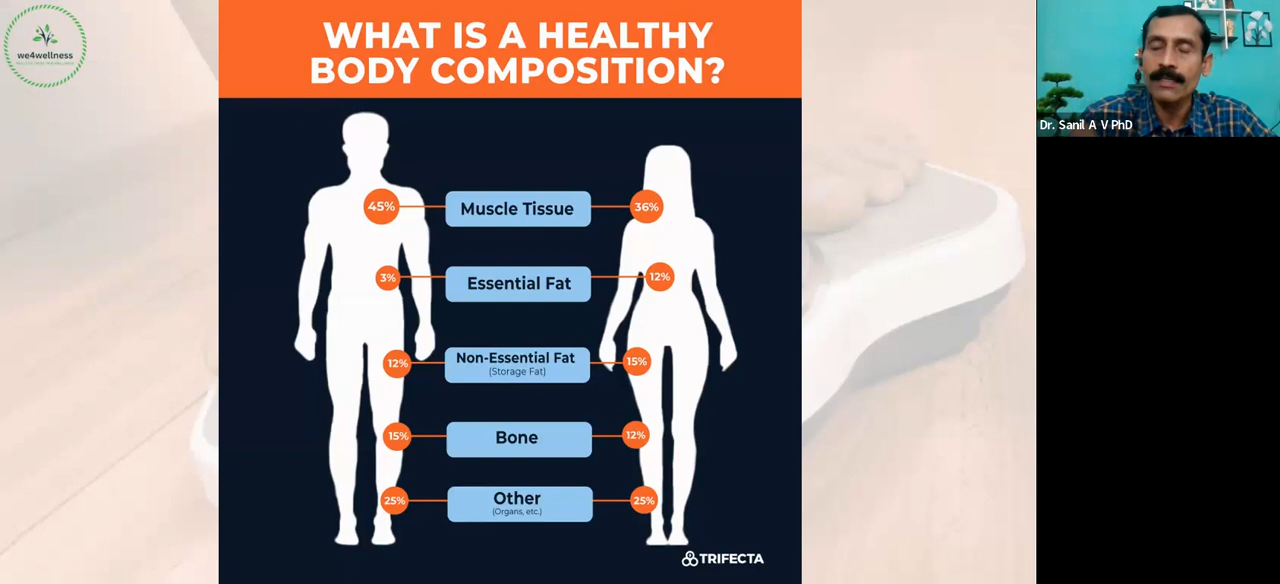 we4wellness
WHAT IS A HEALTHY
BODY COMPOSITION?
45%
Muscle Tissue
36%
3%
Essential Fat
12%
12%
Non-Essential Fat
(Storage Fat)
15%
15%
Bone
12%
25%
Other
(Organs, etc.)
25%
TRIFECTA
Dr. Sanil A V PhD